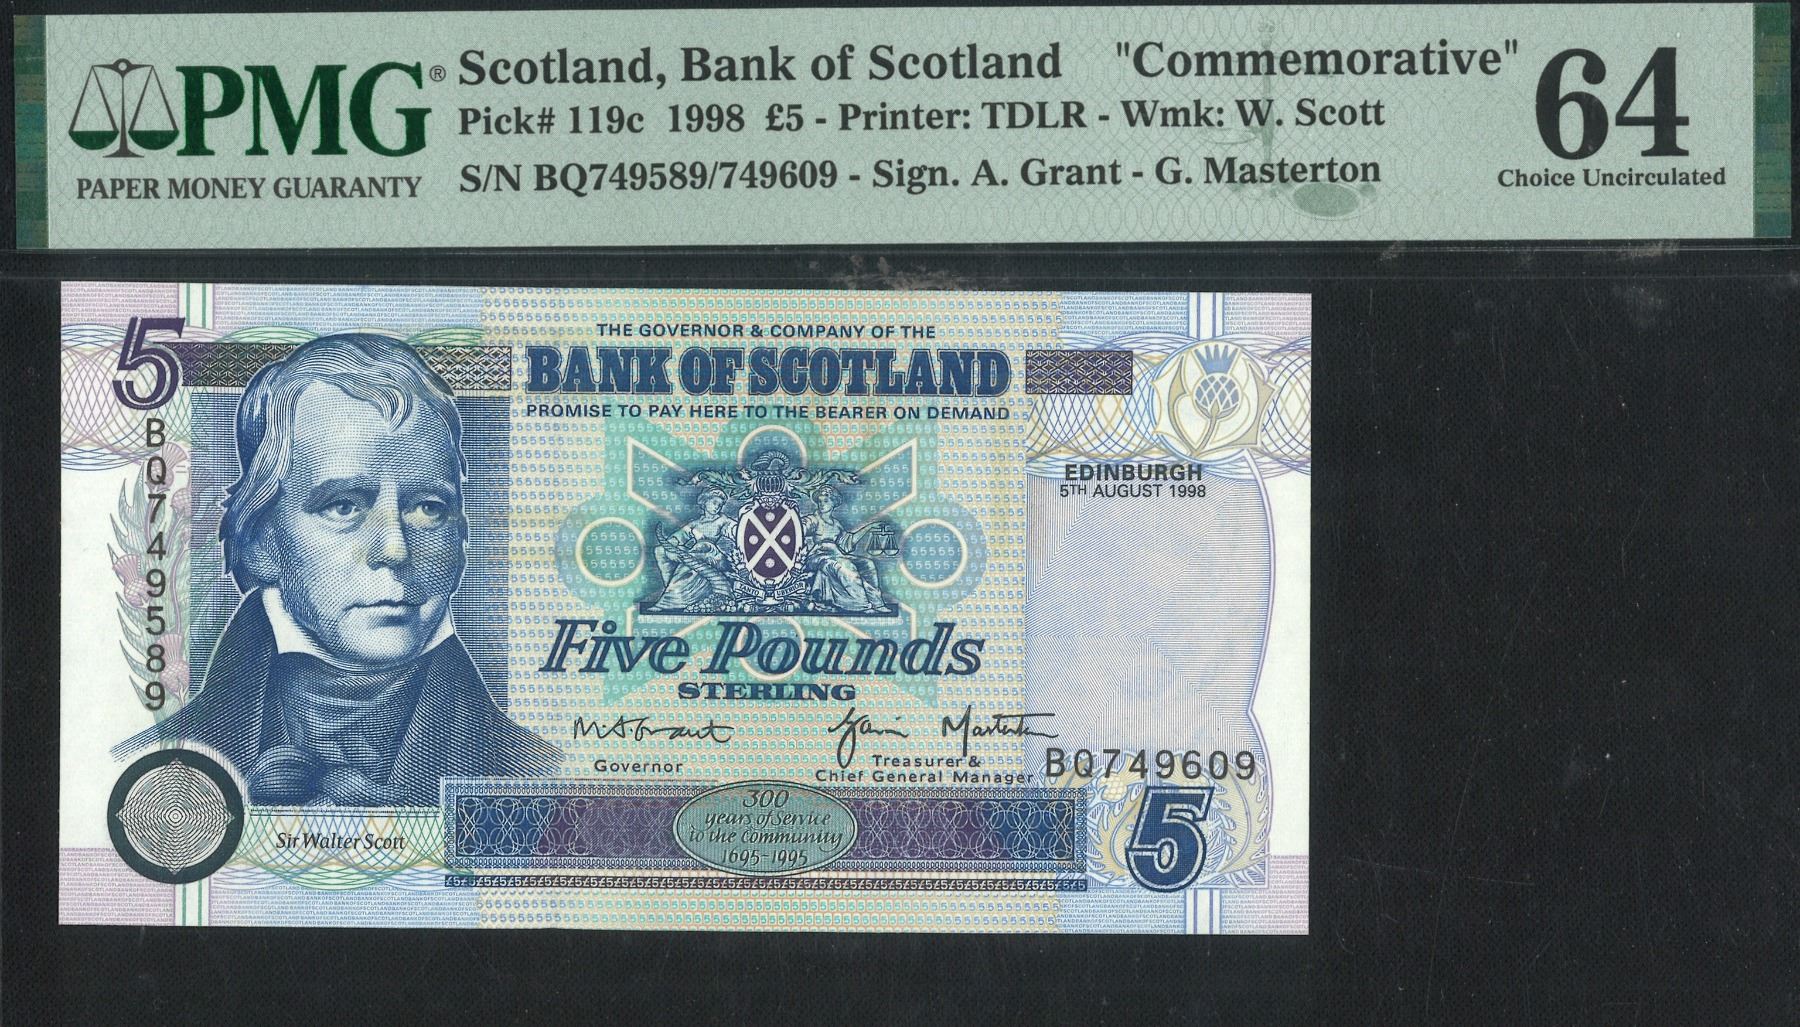 PMG®
PAPER MONEY GUARANTY
Scotland, Bank of Scotland "Commemorative"
Pick# 119c 1998 £5 - Printer: TDLR - Wmk: W. Scott
S/N BQ749589/749609 - Sign. A. Grant - G. Masterton
64
Choice Uncirculated
5
THE GOVERNOR & COMPANY OF THE
BANK OF SCOTLAND
PROMISE TO PAY HERE TO THE BEARER ON DEMAND
EDINBURGH
5TH AUGUST 1998
BQ749589
Five Pounds
STERLING
Governor
Treasurer &
Chief General Manager
BQ749609
300
years of Service
to the Community
1695-1995
Sir Walter Scott
5